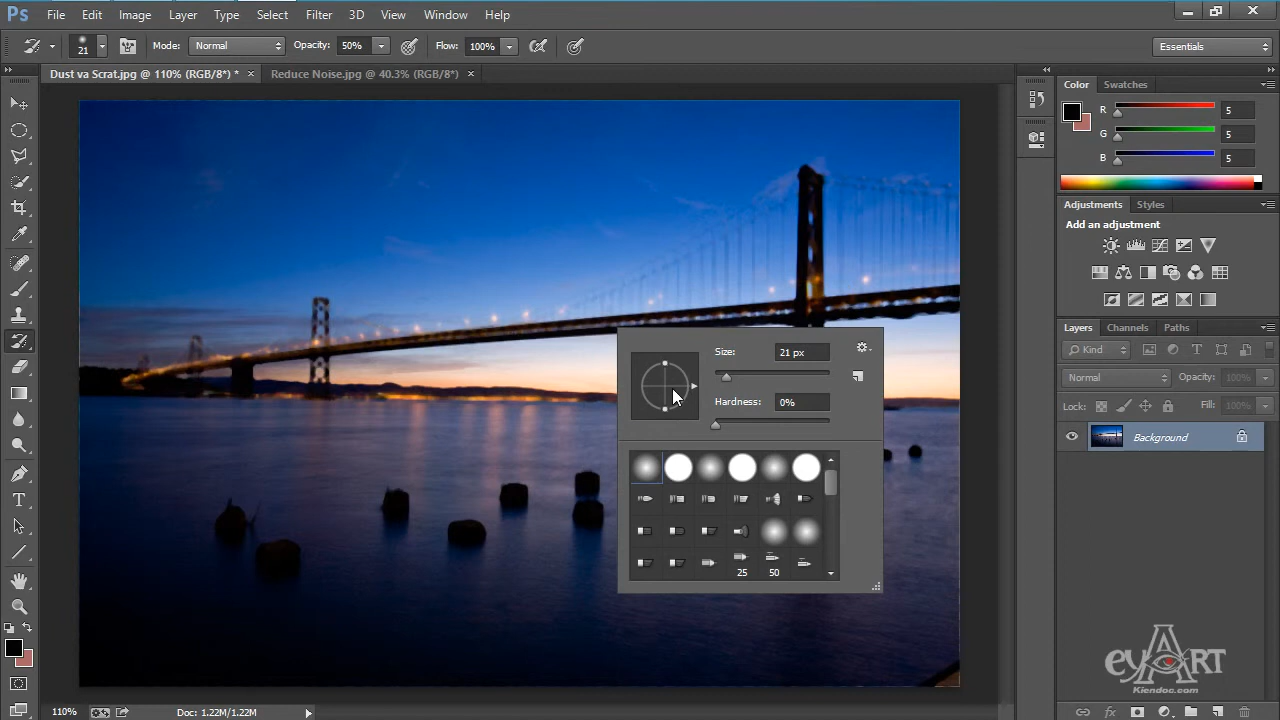 Ps File Edit Image Layer Type Select Filter 3D View Window Help
21 Mode: Normal Opacity: 50% Flow: 100% Essentials
Dust va Scrat.jpg @ 110% (RGB/8*) * × Reduce Noise.jpg @ 40.3% (RGB/8*) ×
Color Swatches
R 5
G 5
B 5
Adjustments Styles
Add an adjustment
Layers Channels Paths
Kind
Normal Opacity: 100%
Lock: Fill: 100%
Background
Size: 21 px
Hardness: 0%
25 50
eyART
Kiendoc.com
110% Doc: 1.22M/1.22M